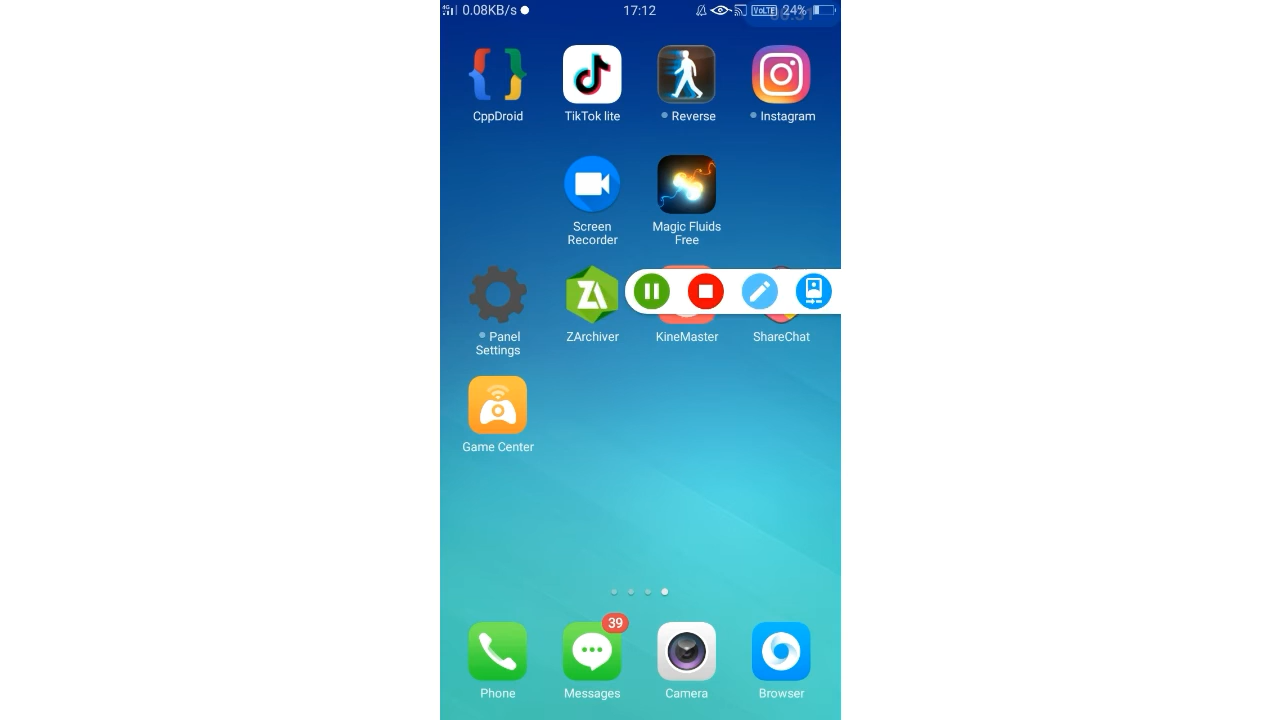 4G 0.08KB/s 17:12 VoLTE 24%
CppDroid TikTok lite Reverse Instagram
Screen Recorder
Magic Fluids Free
Panel Settings
ZArchiver KineMaster ShareChat
Game Center
39
Phone Messages Camera Browser